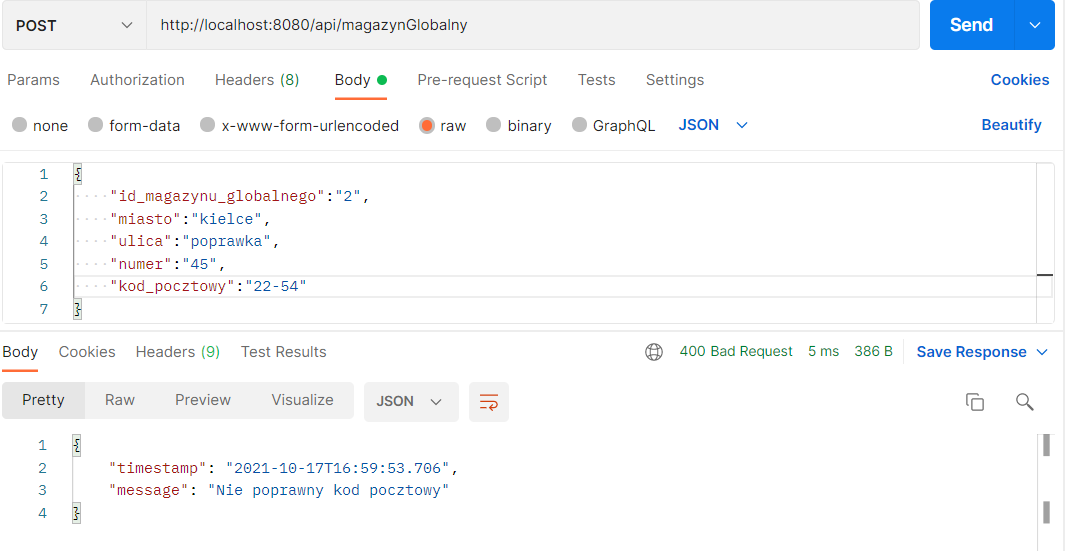 POST http://localhost:8080/api/magazynGlobalny Send
Params Authorization Headers (8) Body Pre-request Script Tests Settings Cookies
none form-data x-www-form-urlencoded raw binary GraphQL JSON Beautify
1 {
2 "id_magazynu_globalnego":"2",
3 "miasto":"kielce",
4 "ulica":"poprawka",
5 "numer":"45",
6 "kod_pocztowy":"22-54"
7 }
Body Cookies Headers (9) Test Results 400 Bad Request 5 ms 386 B Save Response
Pretty Raw Preview Visualize JSON
1 {
2 "timestamp": "2021-10-17T16:59:53.706",
3 "message": "Nie poprawny kod pocztowy"
4 }